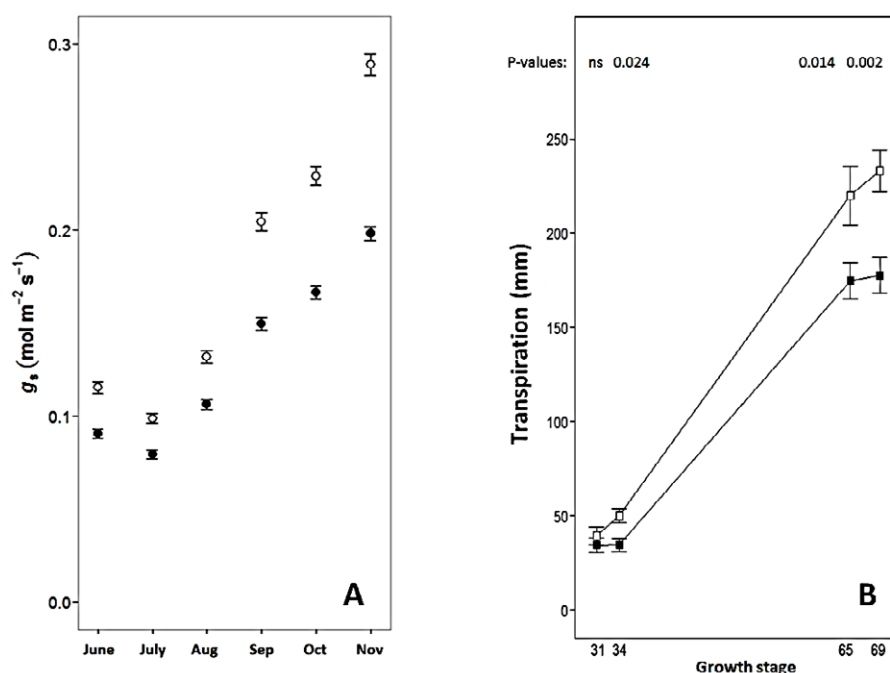 0.3
0.2
0.1
0.0
gs (mol m−2 s−1)
June July Aug Sep Oct Nov
A
P-values: ns 0.024 0.014 0.002
250
200
150
100
50
0
Transpiration (mm)
31 34 65 69
Growth stage
B